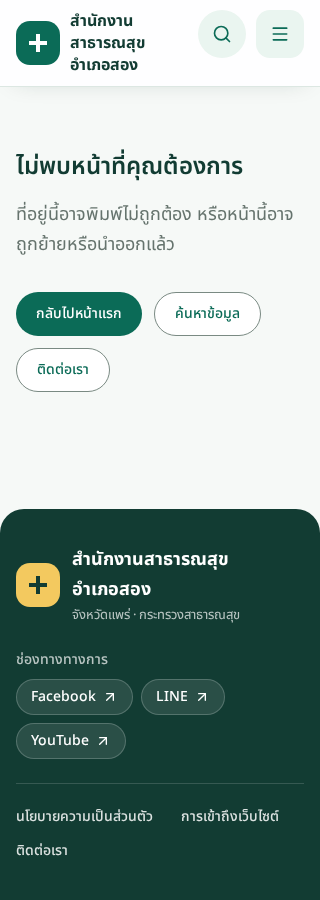 สำนักงาน
สาธารณสุข
อำเภอสอง
ไม่พบหน้าที่คุณต้องการ
ที่อยู่นี้อาจพิมพ์ไม่ถูกต้อง หรือหน้านี้อาจ
ถูกย้ายหรือนำออกแล้ว
กลับไปหน้าแรก
ค้นหาข้อมูล
ติดต่อเรา
สำนักงานสาธารณสุข
อำเภอสอง
จังหวัดแพร่ · กระทรวงสาธารณสุข
ช่องทางทางการ
Facebook
LINE
YouTube
นโยบายความเป็นส่วนตัว
การเข้าถึงเว็บไซต์
ติดต่อเรา